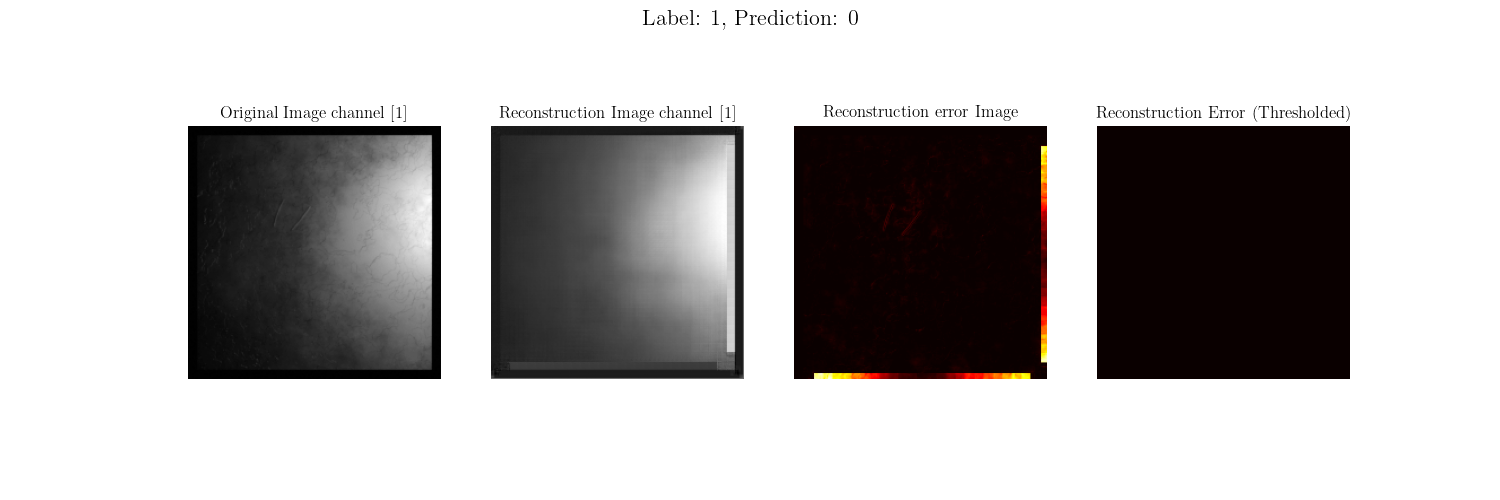 Label: 1, Prediction: 0
Original Image channel [1]
Reconstruction Image channel [1]
Reconstruction error Image
Reconstruction Error (Thresholded)